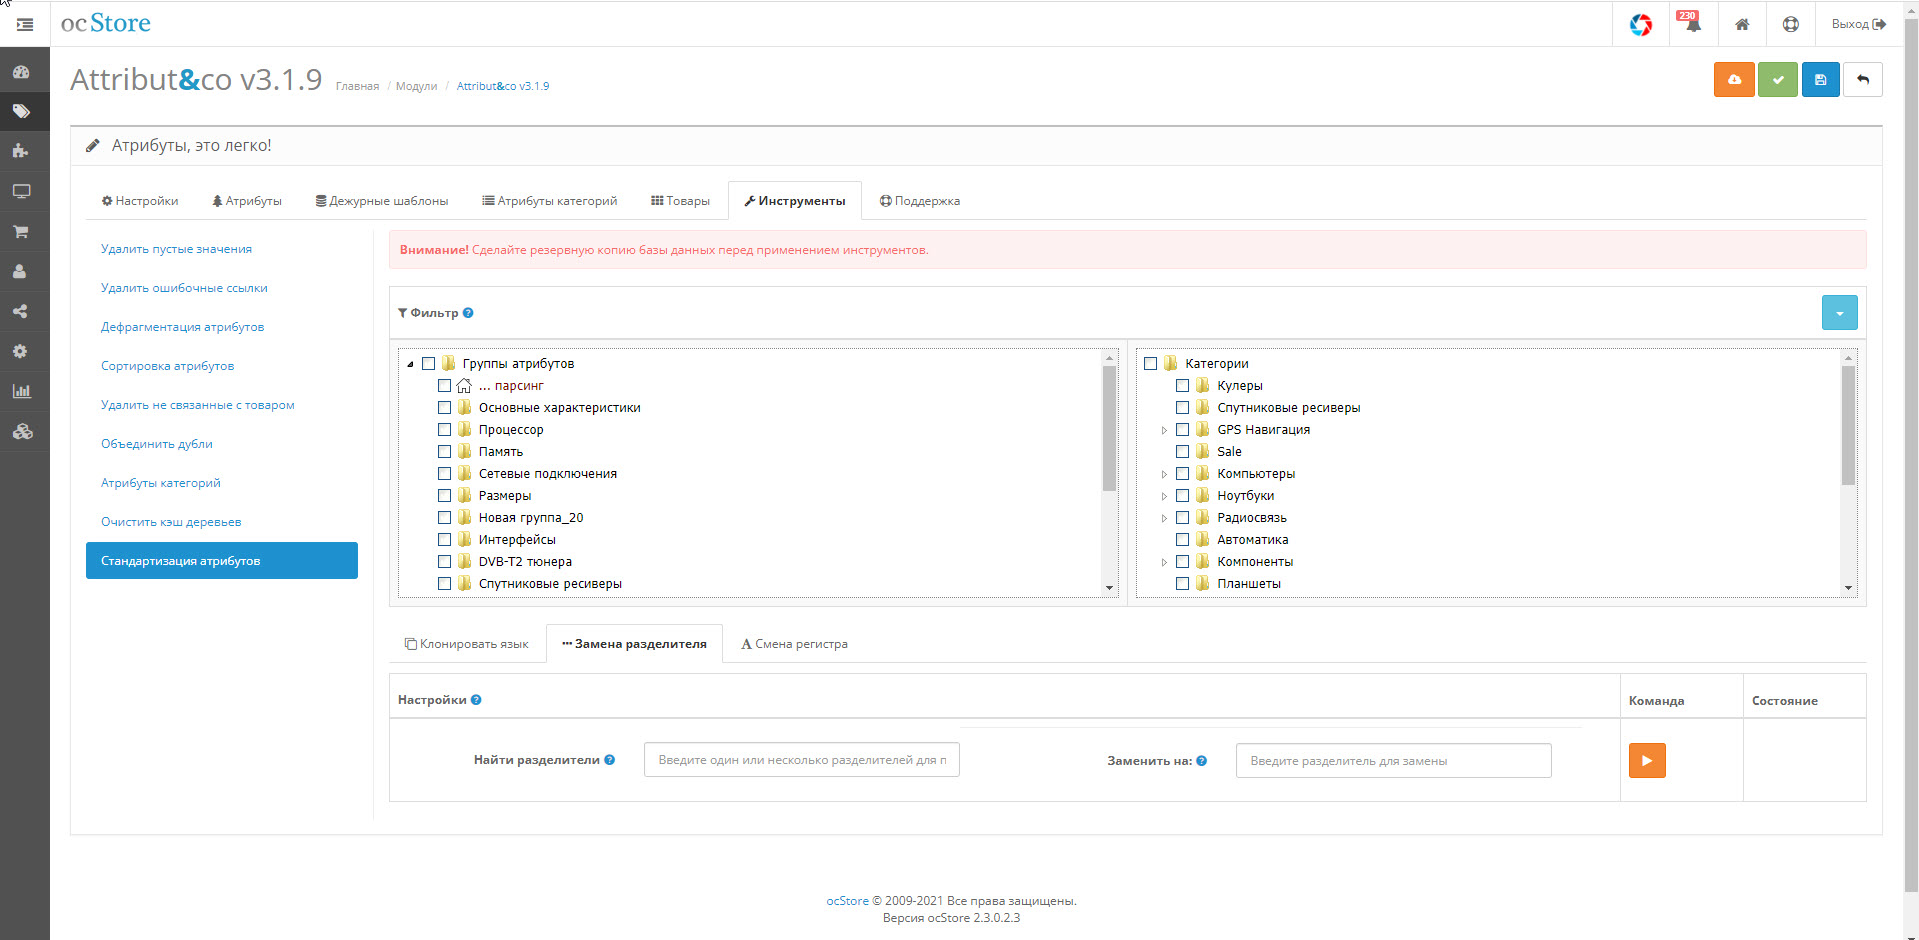 ocStore
230
Выход
Attribut&co v3.1.9
Главная / Модули / Attribut&co v3.1.9
Атрибуты, это легко!
Настройки
Атрибуты
Дежурные шаблоны
Атрибуты категорий
Товары
Инструменты
Поддержка
Удалить пустые значения
Удалить ошибочные ссылки
Дефрагментация атрибутов
Сортировка атрибутов
Удалить не связанные с товаром
Объединить дубли
Атрибуты категорий
Очистить кэш деревьев
Стандартизация атрибутов
Внимание! Сделайте резервную копию базы данных перед применением инструментов.
Фильтр
Группы атрибутов
... парсинг
Основные характеристики
Процессор
Память
Сетевые подключения
Размеры
Новая группа_20
Интерфейсы
DVB-T2 тюнера
Спутниковые ресиверы
Категории
Кулеры
Спутниковые ресиверы
GPS Навигация
Sale
Компьютеры
Ноутбуки
Радиосвязь
Автоматика
Компоненты
Планшеты
Клонировать язык
Замена разделителя
Смена регистра
Настройки
Команда
Состояние
Найти разделители
Введите один или несколько разделителей для п
Заменить на:
Введите разделитель для замены
ocStore © 2009-2021 Все права защищены.
Версия ocStore 2.3.0.2.3